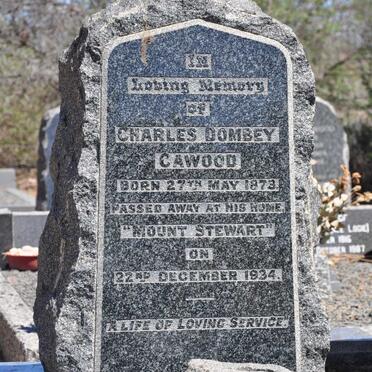 IN
LOVING MEMORY
OF
CHARLES DOMBEY
CAWOOD
BORN 27TH MAY 1873.
PASSED AWAY AT HIS HOME,
"MOUNT STEWART"
ON
22ND DECEMBER 1934.
A LIFE OF LOVING SERVICE.